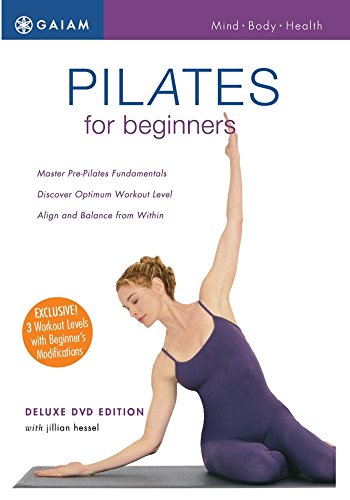 GAIAM
Mind • Body • Health
PILATES
for beginners
Master Pre-Pilates Fundamentals
Discover Optimum Workout Level
Align and Balance from Within
EXCLUSIVE!
3 Workout Levels
with Beginner's
Modifications
DELUXE DVD EDITION
with jillian hessel